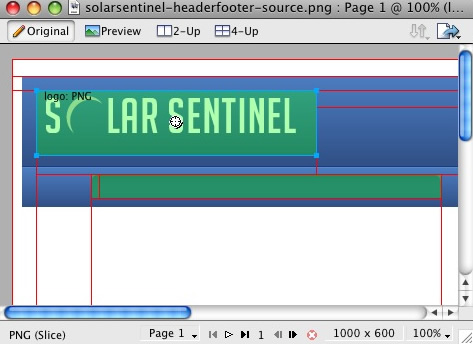 solarsentinel-headerfooter-source.png : Page 1 @ 100% (l...
Original Preview 2-Up 4-Up
logo: PNG
SOLAR SENTINEL
PNG (Slice) Page 1 1 1000 x 600 100%